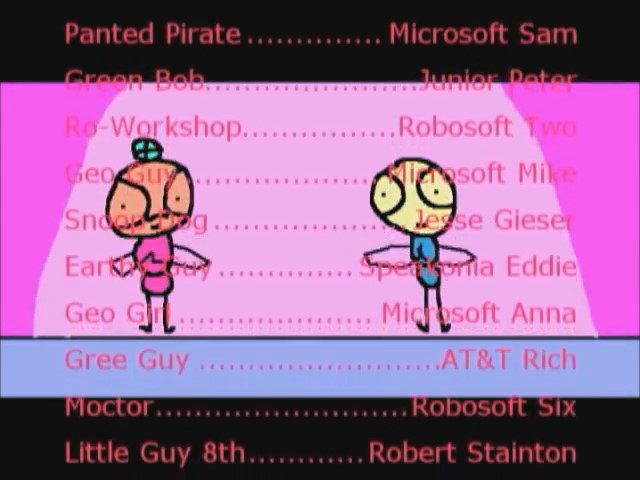 Panted Pirate.............. Microsoft Sam
Green Bob......................Junior Peter
Ro-Workshop................Robosoft Two
Geo Guy .................... Microsoft Mike
Snoop Dog.....................Jesse Gieser
Earthy Guy ............. Speakonia Eddie
Geo Girl .................... Microsoft Anna
Gree Guy .........................AT&T Rich
Moctor..........................Robosoft Six
Little Guy 8th............Robert Stainton